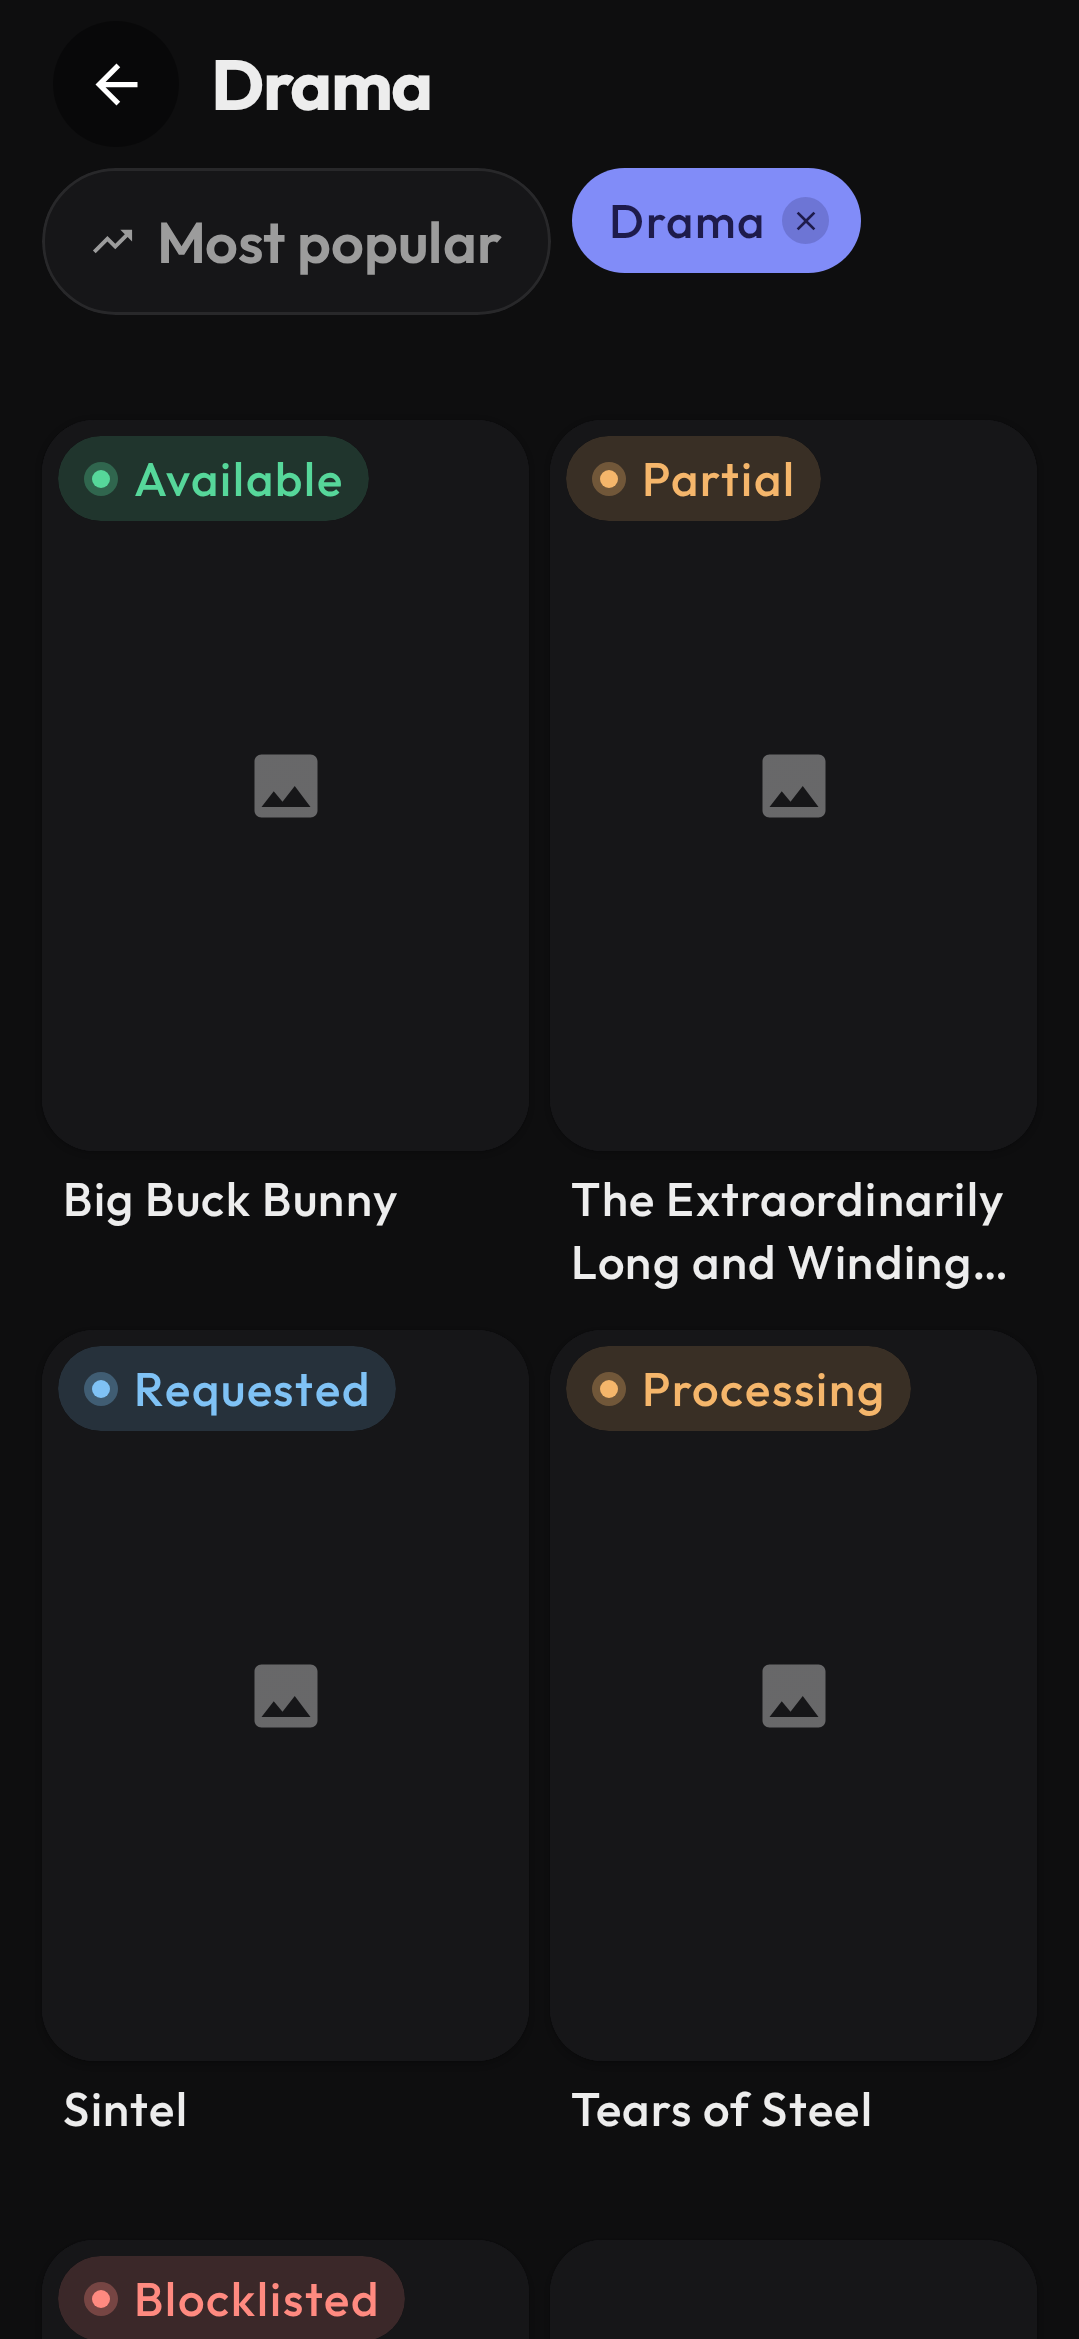 Drama
Most popular
Drama
Available
Partial
Big Buck Bunny
The Extraordinarily
Long and Winding...
Requested
Processing
Sintel
Tears of Steel
Blocklisted